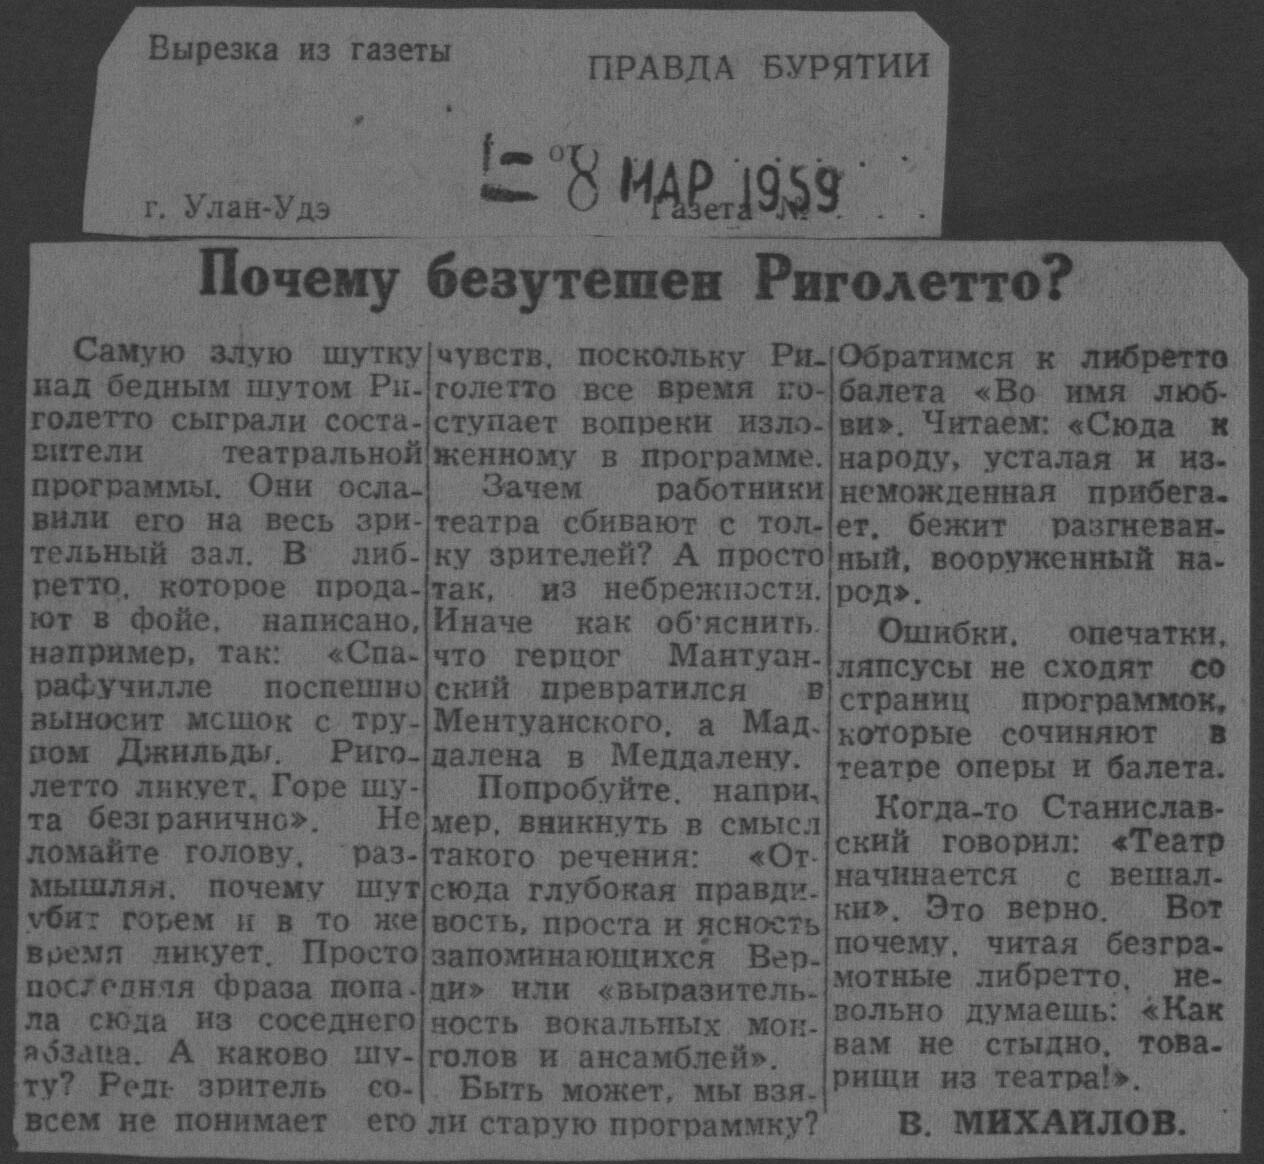 Вырезка из газеты
ПРАВДА БУРЯТИИ
от
8 МАР 1959
г. Улан-Удэ
Газета №
Почему безутешен Риголетто?
Самую злую шутку
над бедным шутом Ри-
голетто сыграли соста-
вители театральной
программы. Они осла-
вили его на весь зри-
тельный зал. В либ-
ретто, которое прода-
ют в фойе, написано,
например, так: «Спа-
рафучилле поспешно
выносит мешок с тру-
пом Джильды. Риго-
летто ликует. Горе шу-
та безгранично». Не
ломайте голову, раз-
мышляя, почему шут
убит горем и в то же
время ликует. Просто
последняя фраза попа-
ла сюда из соседнего
абзаца. А каково шу-
ту? Ведь зритель со-
всем не понимает его
чувств, поскольку Ри-
голетто все время по-
ступает вопреки изло-
женному в программе.
Зачем работники
театра сбивают с тол-
ку зрителей? А просто
так, из небрежности.
Иначе как об'яснить,
что герцог Мантуан-
ский превратился в
Ментуанского, а Мад-
далена в Меддалену.
Попробуйте, напри-
мер, вникнуть в смысл
такого речения: «От-
сюда глубокая правди-
вость, проста и ясность
запоминающихся Вер-
ди» или «выразитель-
ность вокальных мон-
голов и ансамблей».
Быть может, мы взя-
ли старую программку?
Обратимся к либретто
балета «Во имя люб-
ви». Читаем: «Сюда к
народу, усталая и из-
неможденная прибега-
ет, бежит разгневан-
ный, вооруженный на-
род».
Ошибки, опечатки,
ляпсусы не сходят со
страниц программок,
которые сочиняют в
театре оперы и балета.
Когда-то Станислав-
ский говорил: «Театр
начинается с вешал-
ки». Это верно. Вот
почему, читая безгра-
мотные либретто, не-
вольно думаешь: «Как
вам не стыдно, това-
рищи из театра!».
В. МИХАЙЛОВ.